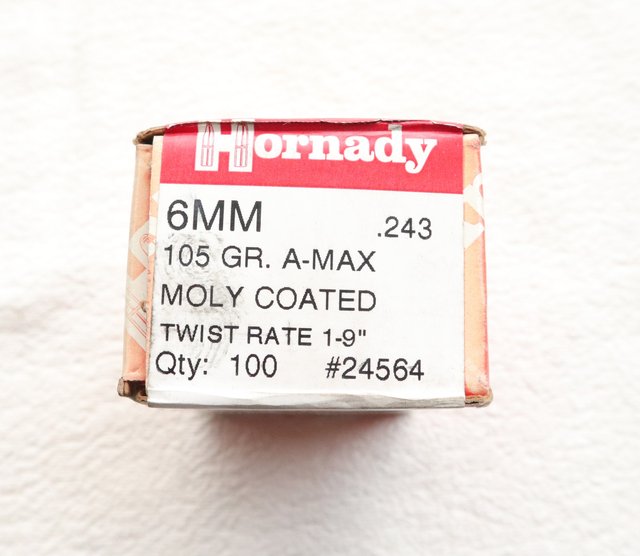 Hornady
6MM .243
105 GR. A-MAX
MOLY COATED
TWIST RATE 1-9"
Qty: 100 #24564